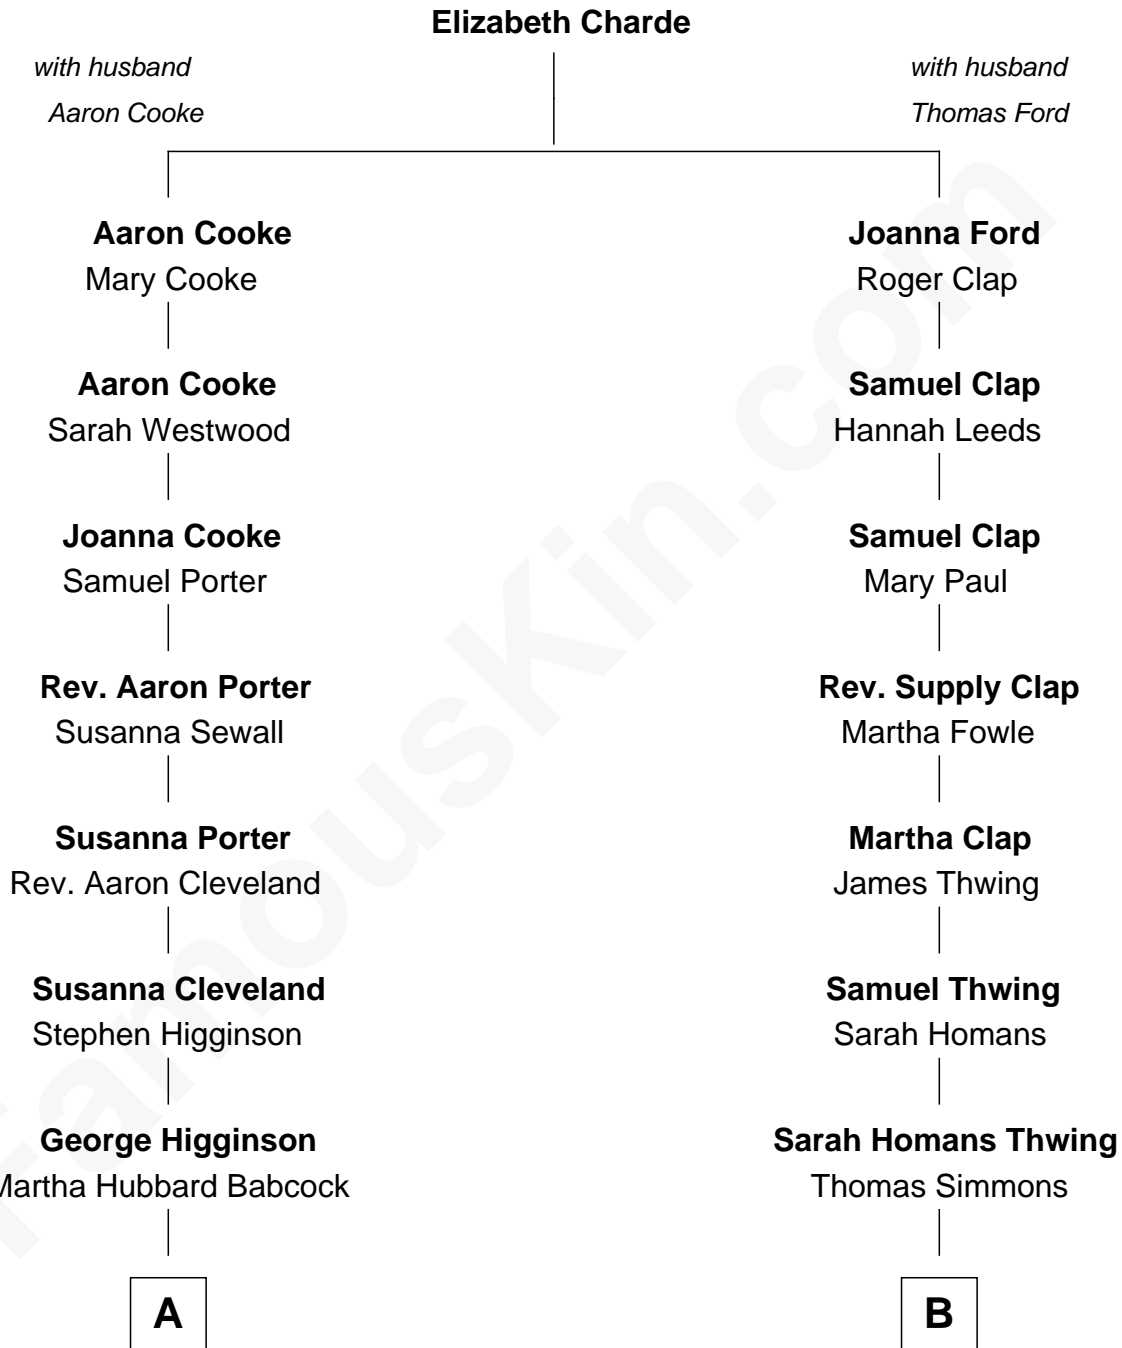 Elizabeth Charde
with husband
Aaron Cooke
with husband
Thomas Ford
Aaron Cooke
Mary Cooke
Joanna Ford
Roger Clap
Aaron Cooke
Sarah Westwood
Samuel Clap
Hannah Leeds
Joanna Cooke
Samuel Porter
Samuel Clap
Mary Paul
Rev. Aaron Porter
Susanna Sewall
Rev. Supply Clap
Martha Fowle
Susanna Porter
Rev. Aaron Cleveland
Martha Clap
James Thwing
Susanna Cleveland
Stephen Higginson
Samuel Thwing
Sarah Homans
George Higginson
Martha Hubbard Babcock
Sarah Homans Thwing
Thomas Simmons
A
B
FamousKin.com